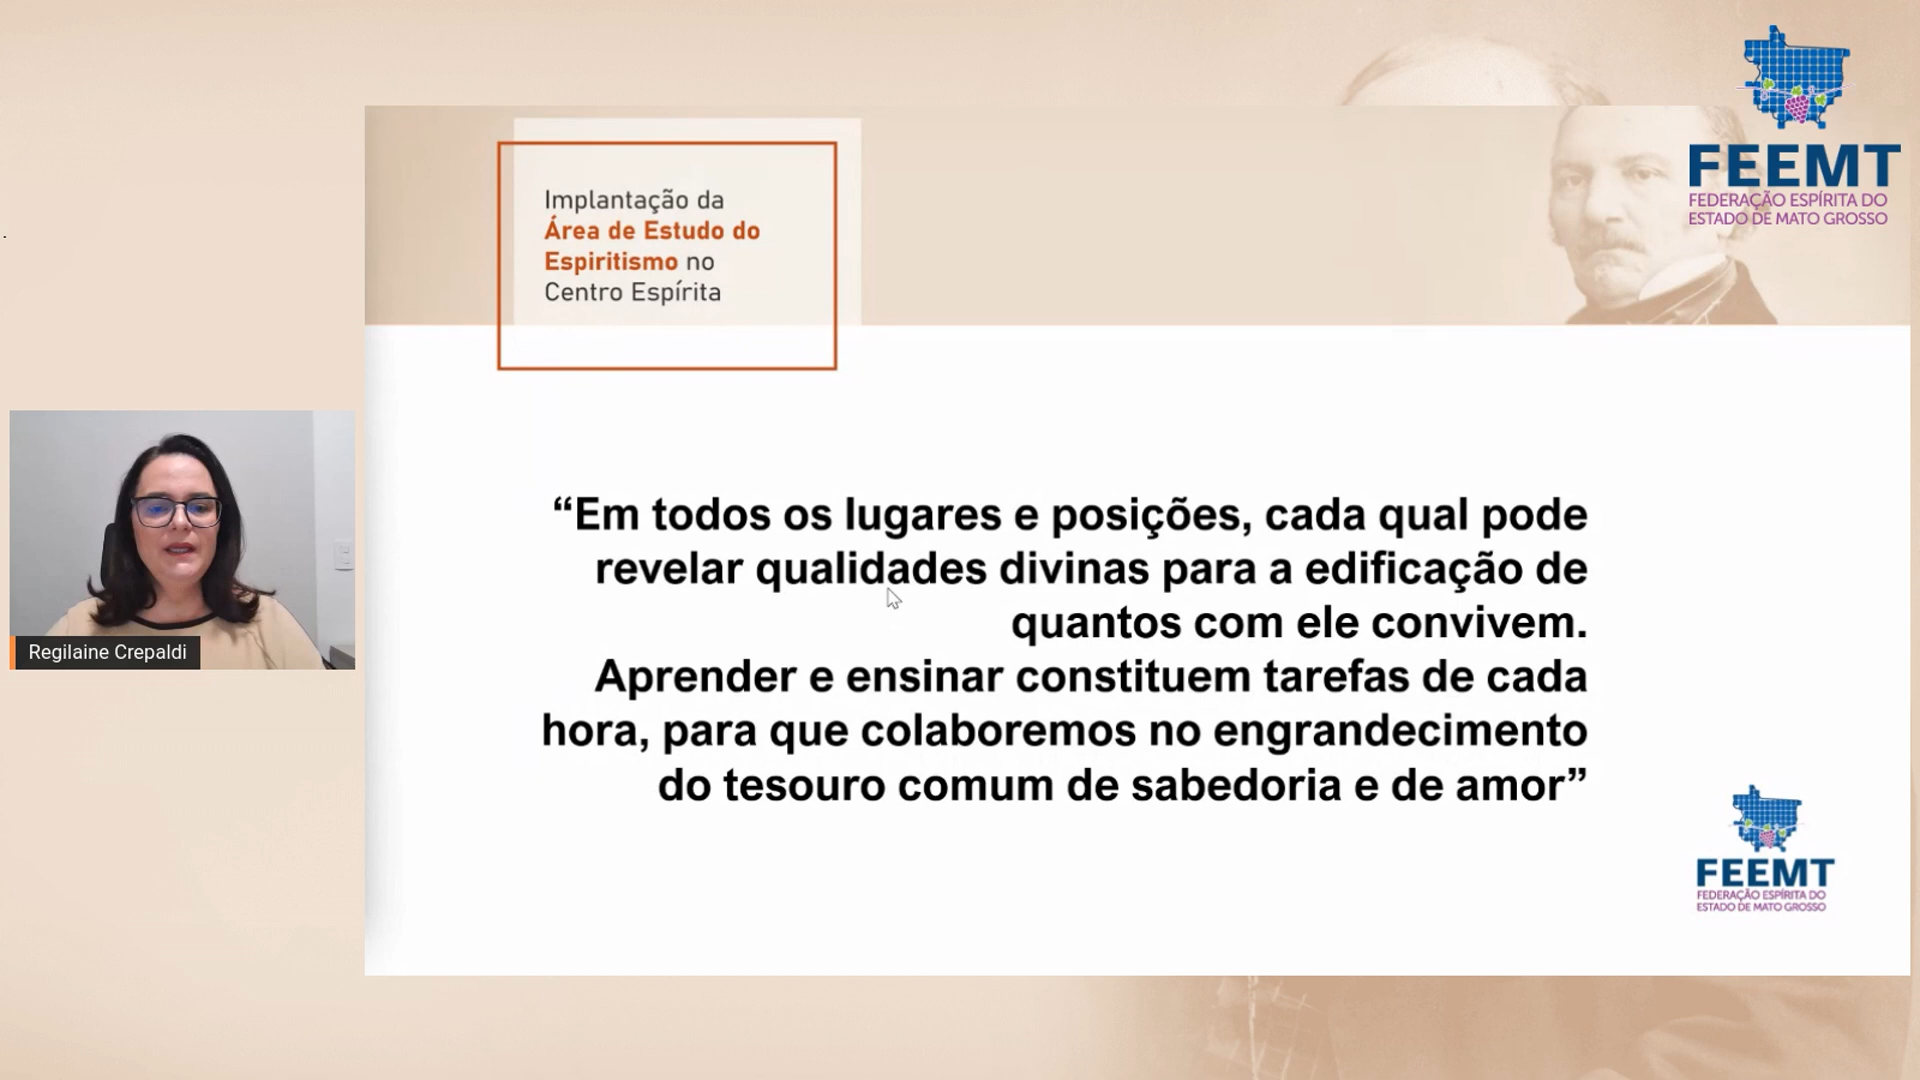 FEEMT
FEDERAÇÃO ESPÍRITA DO
ESTADO DE MATO GROSSO
Implantação da
Área de Estudo do
Espiritismo no
Centro Espírita
“Em todos os lugares e posições, cada qual pode
revelar qualidades divinas para a edificação de
quantos com ele convivem.
Aprender e ensinar constituem tarefas de cada
hora, para que colaboremos no engrandecimento
do tesouro comum de sabedoria e de amor”
Regilaine Crepaldi
FEEMT
FEDERAÇÃO ESPÍRITA DO
ESTADO DE MATO GROSSO